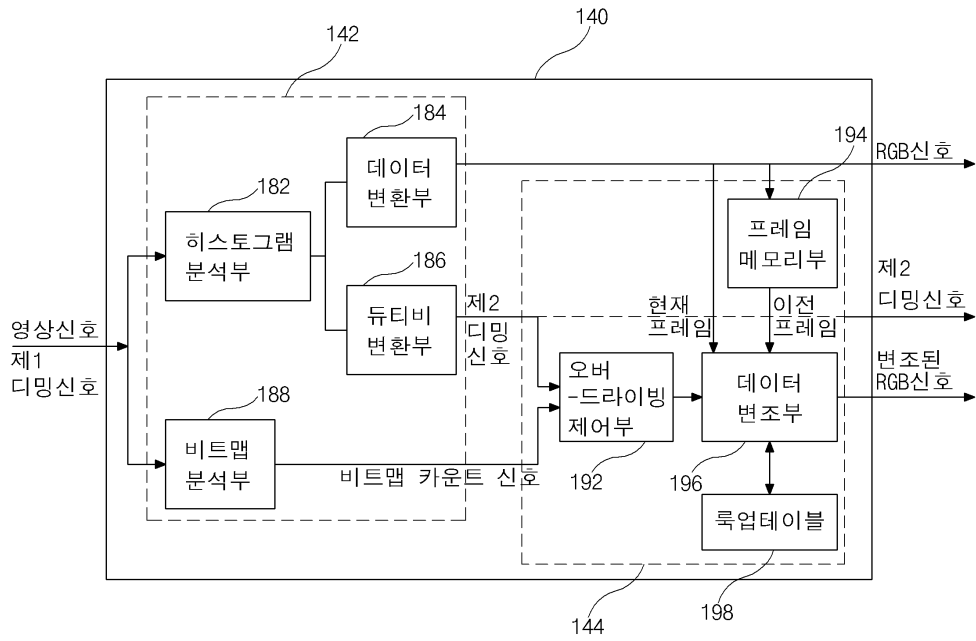 140
142
184
데이터
변환부
194
RGB신호
182
히스토그램
분석부
프레임
메모리부
186
듀티비
변환부
제2
디밍
신호
현재
프레임
이전
프레임
제2
디밍신호
영상신호
제1
디밍신호
188
비트맵
분석부
오버
-드라이빙
제어부
데이터
변조부
변조된
RGB신호
비트맵 카운트 신호
192
196
룩업테이블
144
198